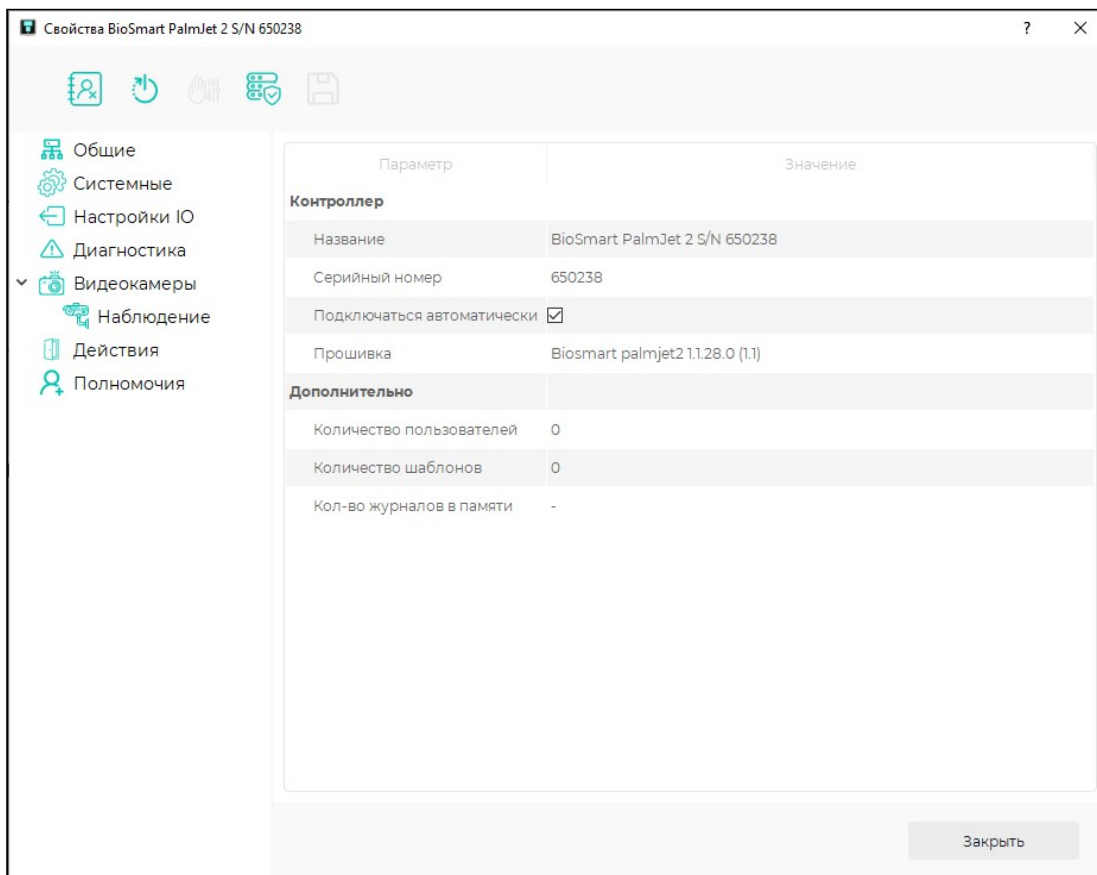 Свойства BioSmart PalmJet 2 S/N 650238
?
Общие
Системные
Настройки IO
Диагностика
Видеокамеры
Наблюдение
Действия
Полномочия
Параметр Значение
Контроллер
Название BioSmart PalmJet 2 S/N 650238
Серийный номер 650238
Подключаться автоматически
Прошивка Biosmart palmjet2 1.1.28.0 (1.1)
Дополнительно
Количество пользователей 0
Количество шаблонов 0
Кол-во журналов в памяти -
Закрыть